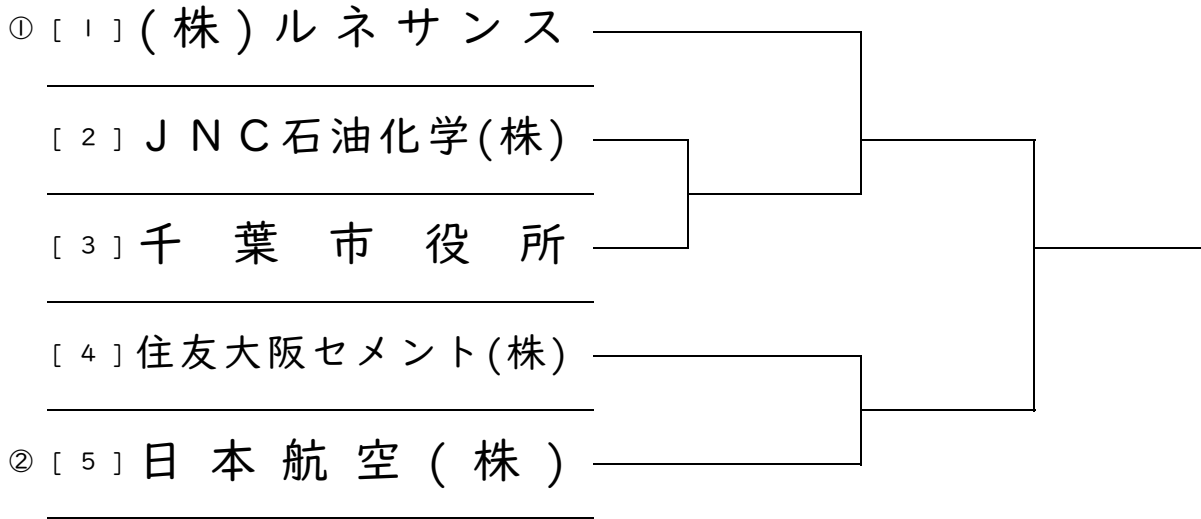 ① [ 1 ] (株)ルネサンス
[ 2 ] JNC石油化学(株)
[ 3 ] 千葉市役所
[ 4 ] 住友大阪セメント(株)
② [ 5 ] 日本航空(株)